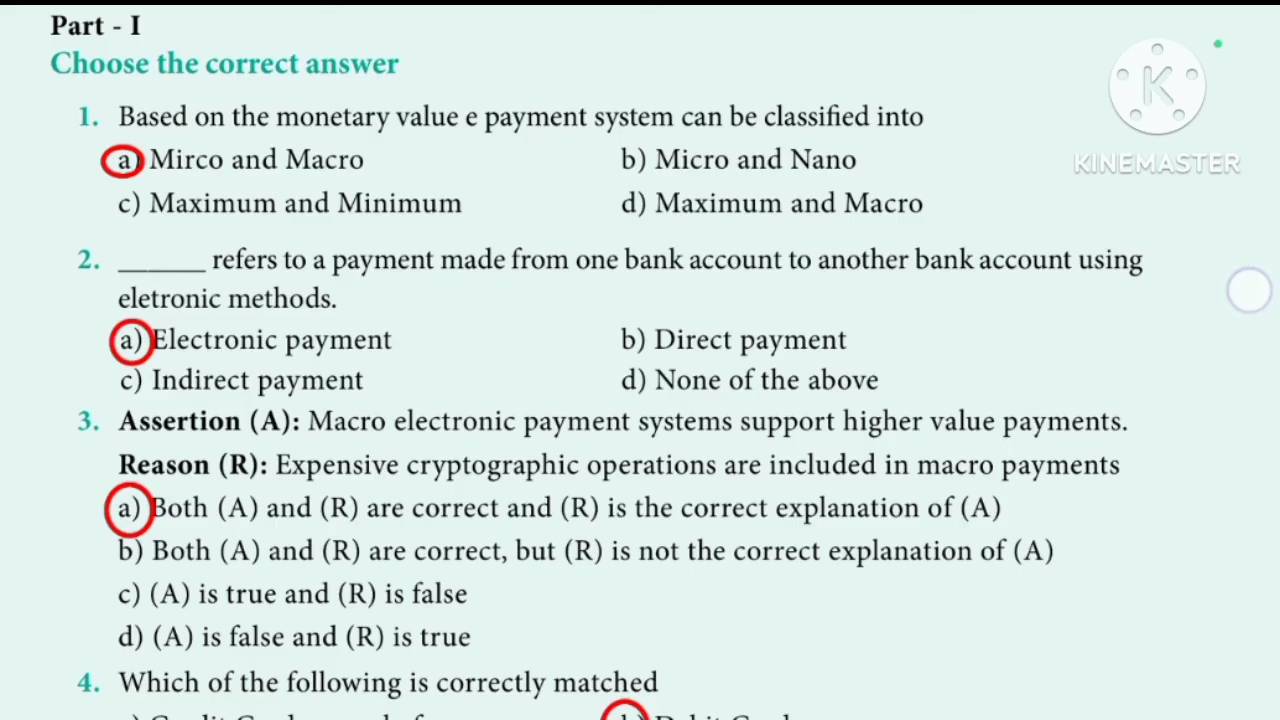 Part - I
Choose the correct answer
1. Based on the monetary value e payment system can be classified into
a) Mirco and Macro b) Micro and Nano
c) Maximum and Minimum d) Maximum and Macro
2. ______ refers to a payment made from one bank account to another bank account using
eletronic methods.
a) Electronic payment b) Direct payment
c) Indirect payment d) None of the above
3. Assertion (A): Macro electronic payment systems support higher value payments.
Reason (R): Expensive cryptographic operations are included in macro payments
a) Both (A) and (R) are correct and (R) is the correct explanation of (A)
b) Both (A) and (R) are correct, but (R) is not the correct explanation of (A)
c) (A) is true and (R) is false
d) (A) is false and (R) is true
4. Which of the following is correctly matched
K
KINEMASTER